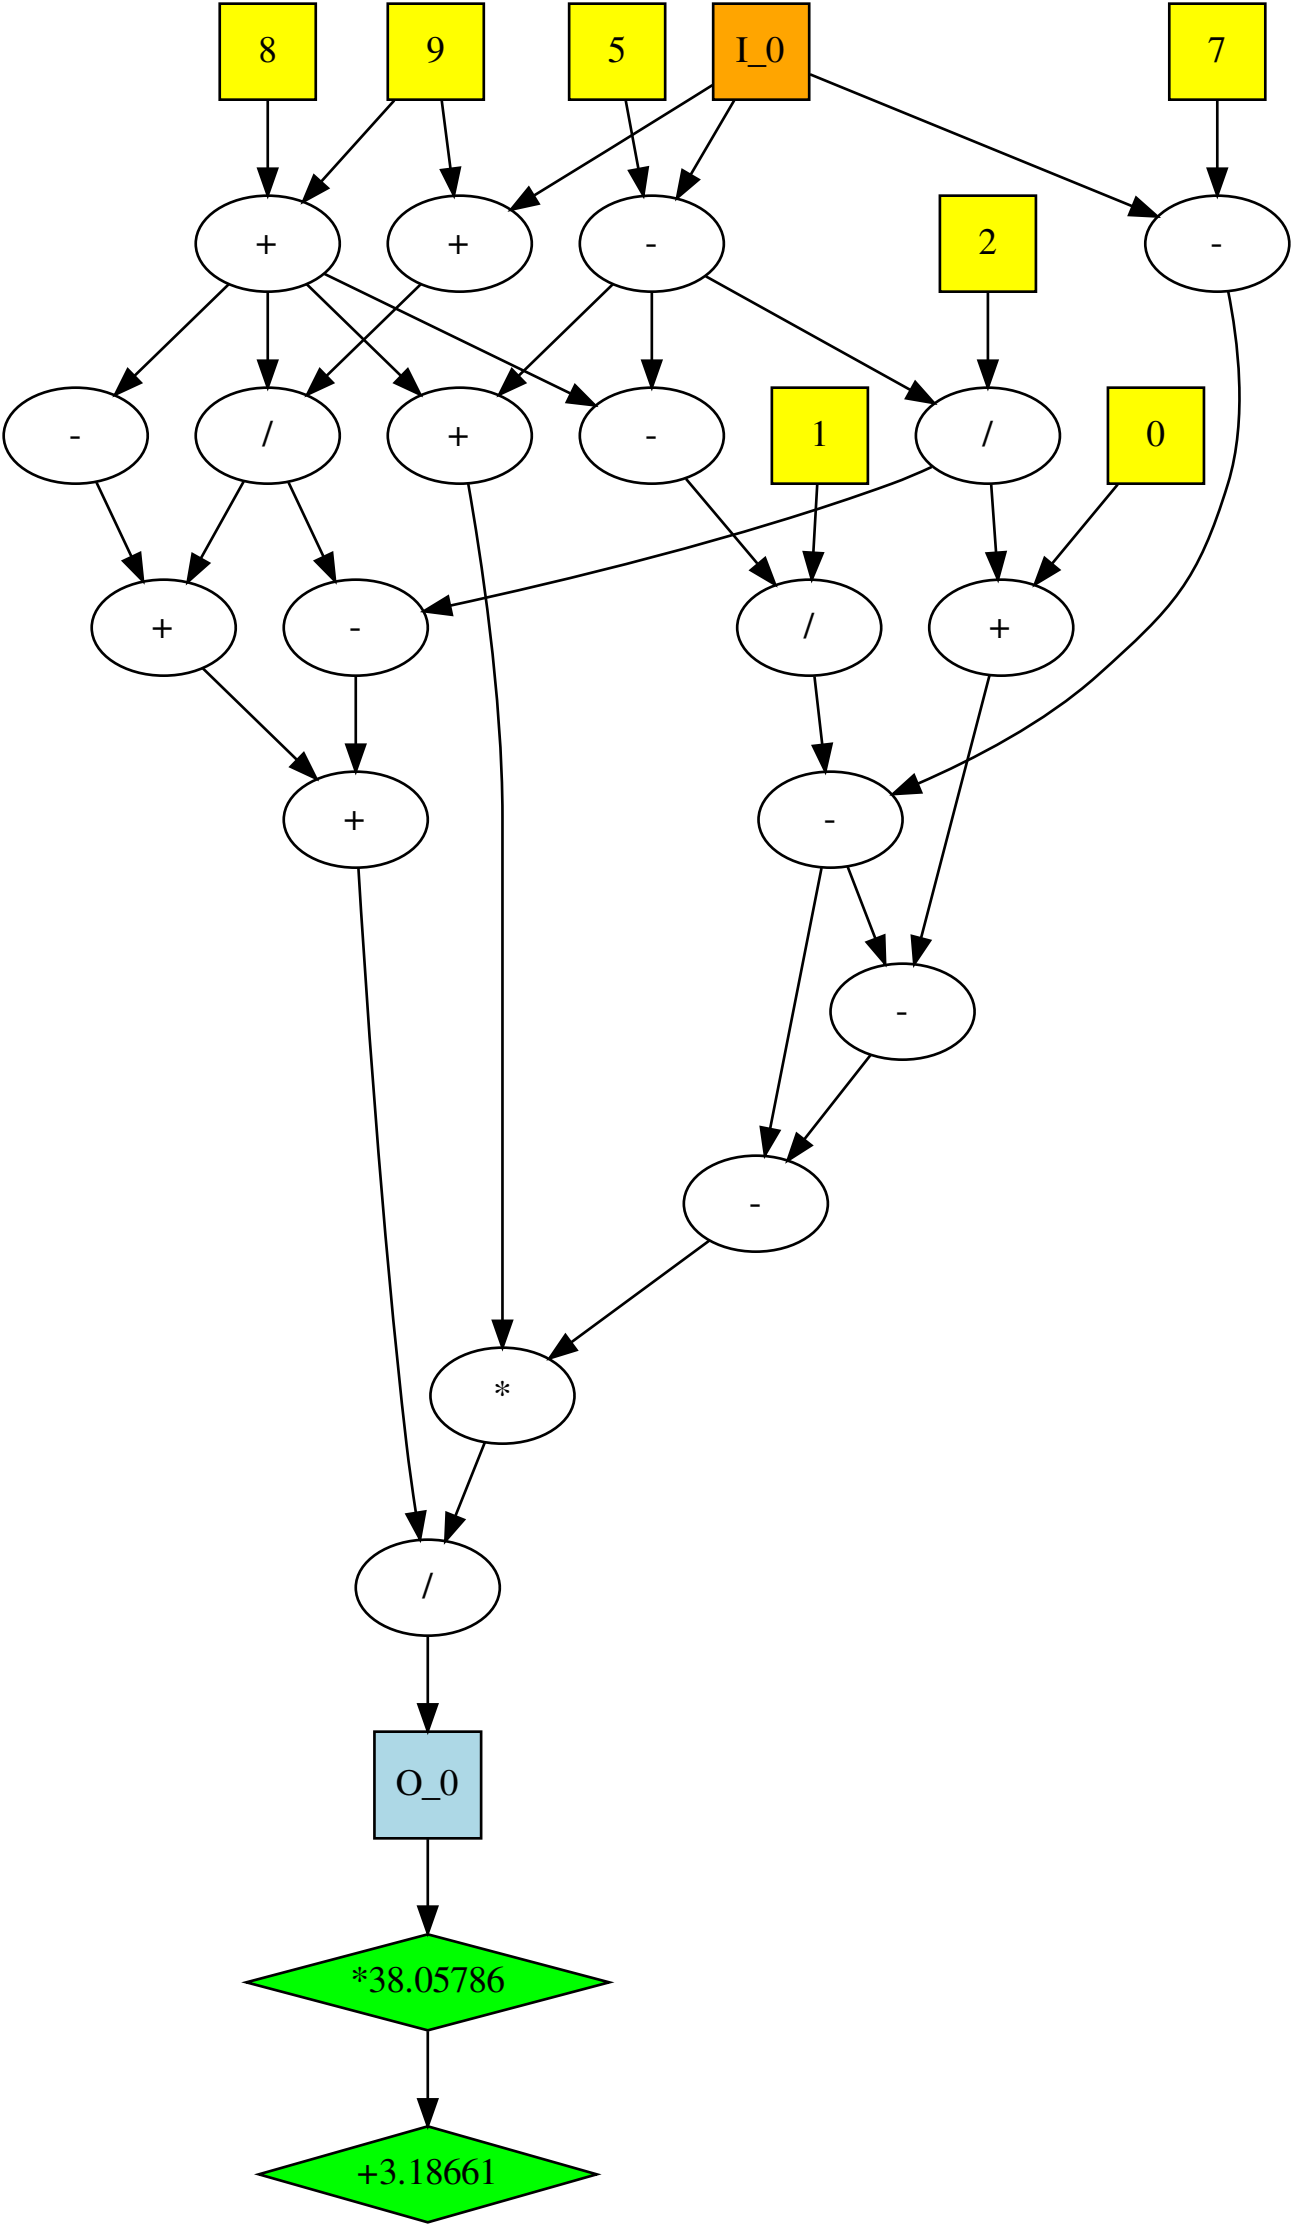 8 9 5 I_0 7
+ + - 2 -
- / + - 1 / 0
+ - / +
+ -
-
-
*
/
O_0
*38.05786
+3.18661